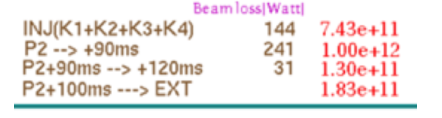 Beam loss[Watt]
INJ(K1+K2+K3+K4) 144 7.43e+11
P2 --> +90ms 241 1.00e+12
P2+90ms --> +120ms 31 1.30e+11
P2+100ms ---> EXT 1.83e+11